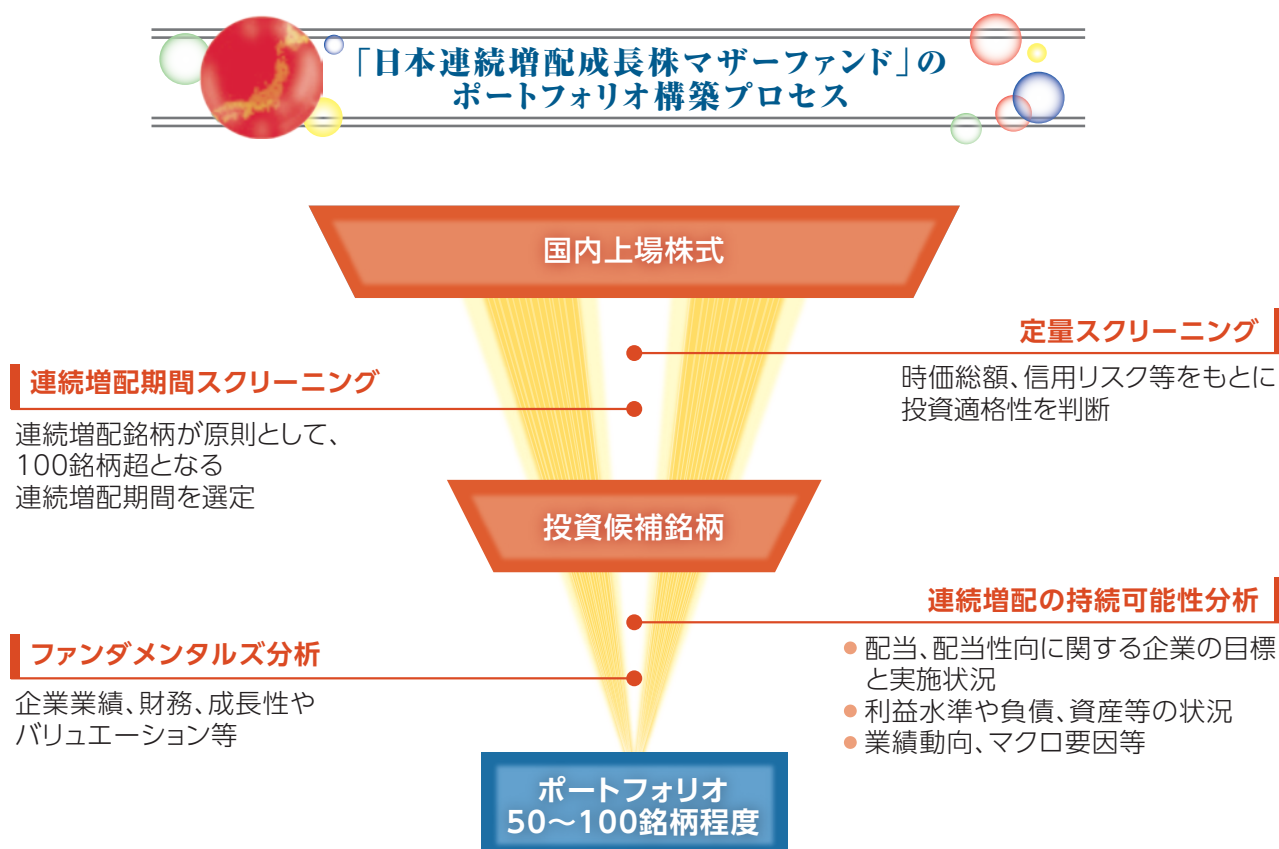 「日本連続増配成長株マザーファンド」の
ポートフォリオ構築プロセス
国内上場株式
定量スクリーニング
時価総額、信用リスク等をもとに
投資適格性を判断
連続増配期間スクリーニング
連続増配銘柄が原則として、
100銘柄超となる
連続増配期間を選定
投資候補銘柄
連続増配の持続可能性分析
●配当、配当性向に関する企業の目標
と実施状況
●利益水準や負債、資産等の状況
●業績動向、マクロ要因等
ファンダメンタルズ分析
企業業績、財務、成長性や
バリュエーション等
ポートフォリオ
50～100銘柄程度